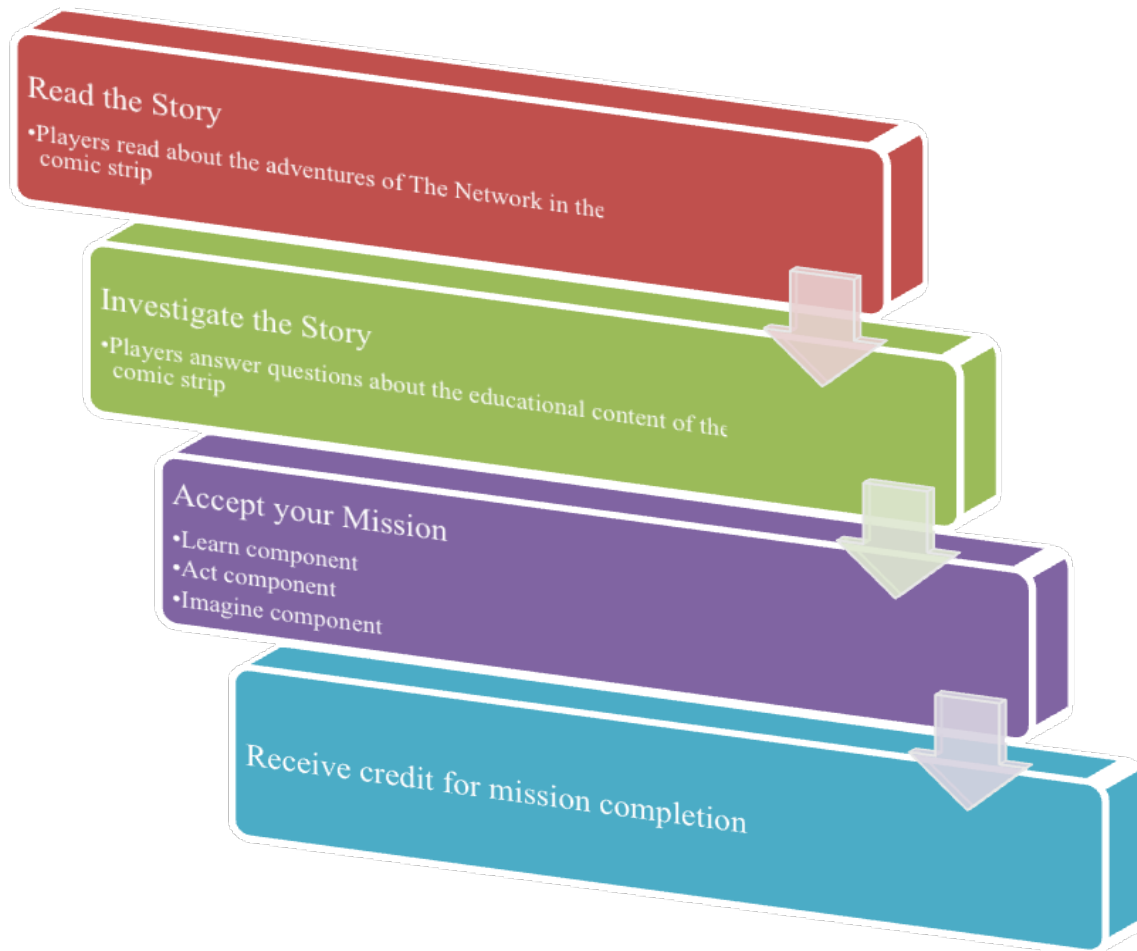 Read the Story
•Players read about the adventures of The Network in the
comic strip
Investigate the Story
•Players answer questions about the educational content of the
comic strip
Accept your Mission
•Learn component
•Act component
•Imagine component
Receive credit for mission completion